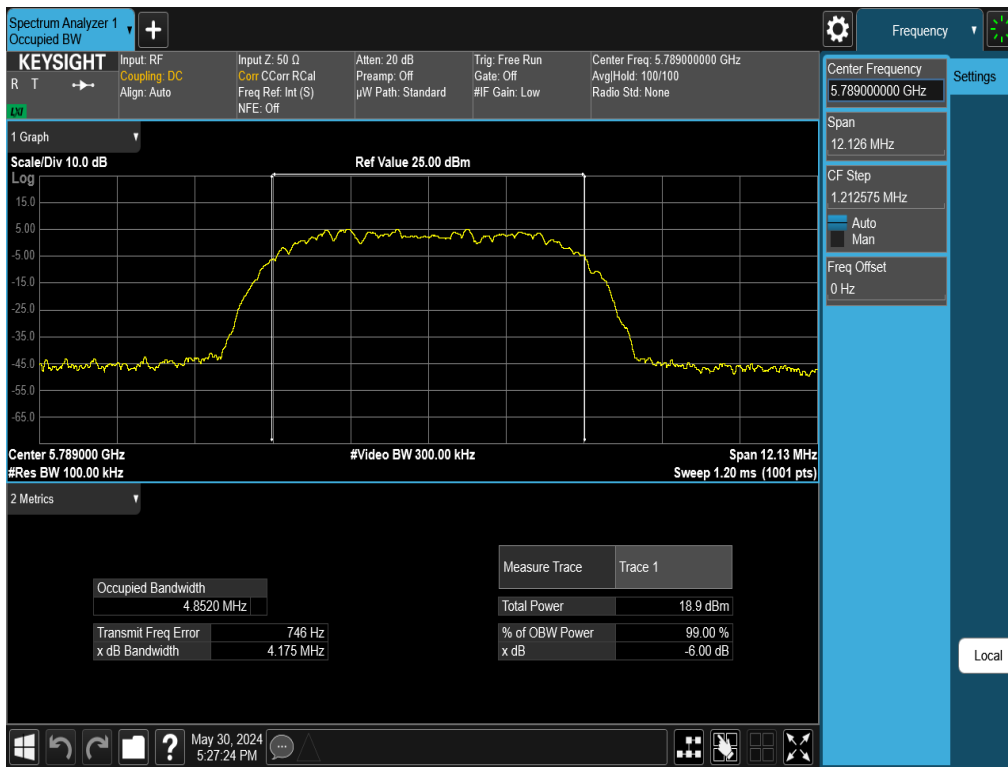 Spectrum Analyzer 1
Occupied BW
Frequency
KEYSIGHT
R T
LXI
Input: RF
Coupling: DC
Align: Auto
Input Z: 50 Ω
Corr CCorr RCal
Freq Ref: Int (S)
NFE: Off
Atten: 20 dB
Preamp: Off
µW Path: Standard
Trig: Free Run
Gate: Off
#IF Gain: Low
Center Freq: 5.789000000 GHz
Avg|Hold: 100/100
Radio Std: None
Center Frequency
5.789000000 GHz
Settings
Span
12.126 MHz
CF Step
1.212575 MHz
Auto
Man
Freq Offset
0 Hz
Local
1 Graph
Scale/Div 10.0 dB
Ref Value 25.00 dBm
Log
15.0
5.00
-5.00
-15.0
-25.0
-35.0
-45.0
-55.0
-65.0
Center 5.789000 GHz
#Video BW 300.00 kHz
Span 12.13 MHz
#Res BW 100.00 kHz
Sweep 1.20 ms (1001 pts)
2 Metrics
Measure Trace Trace 1
Occupied Bandwidth
4.8520 MHz
Total Power 18.9 dBm
Transmit Freq Error 746 Hz
% of OBW Power 99.00 %
x dB Bandwidth 4.175 MHz
x dB -6.00 dB
May 30, 2024
5:27:24 PM